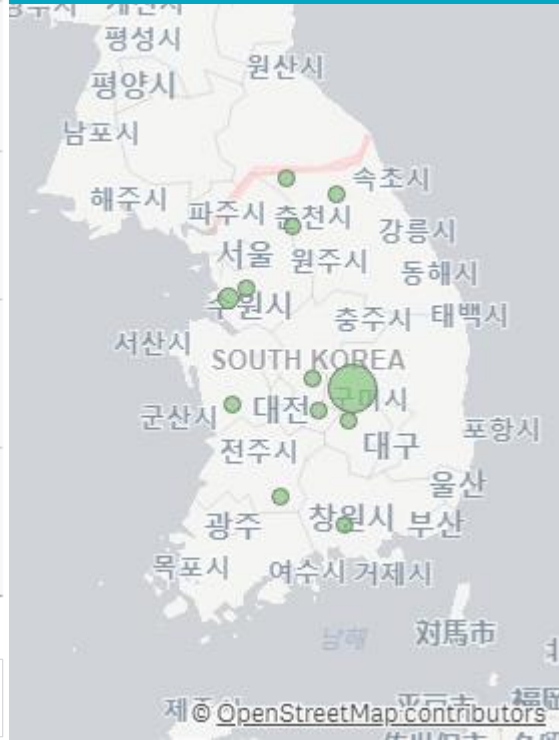 평성시
원산시
평양시
남포시
해주시
파주시
춘천시
속초시
강릉시
서울
원주시
동해시
수원시
충주시
태백시
서산시
SOUTH KOREA
구미시
군산시
대전
포항시
전주시
대구
울산
광주
창원시
부산
목포시
여수시
거제시
남해
対馬市
© OpenStreetMap contributors